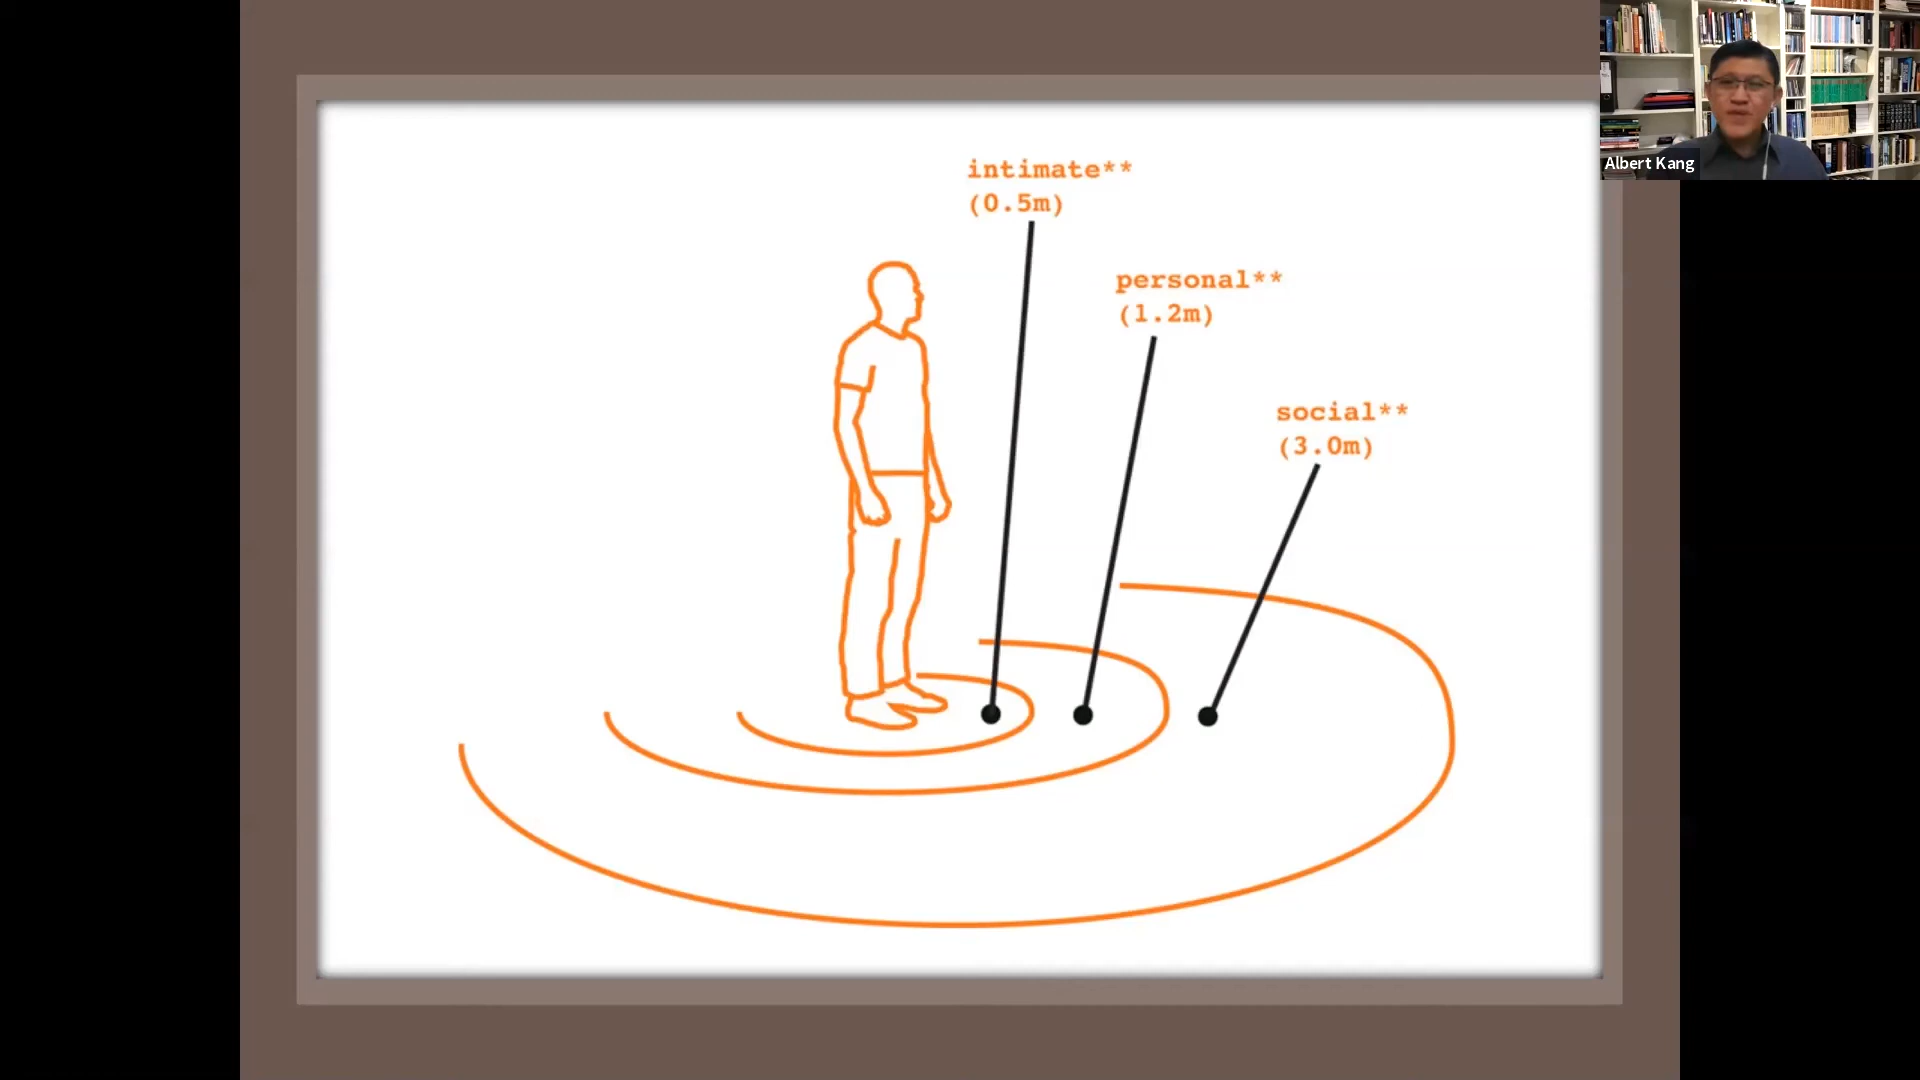 intimate**
(0.5m)
personal**
(1.2m)
social**
(3.0m)
Albert Kang